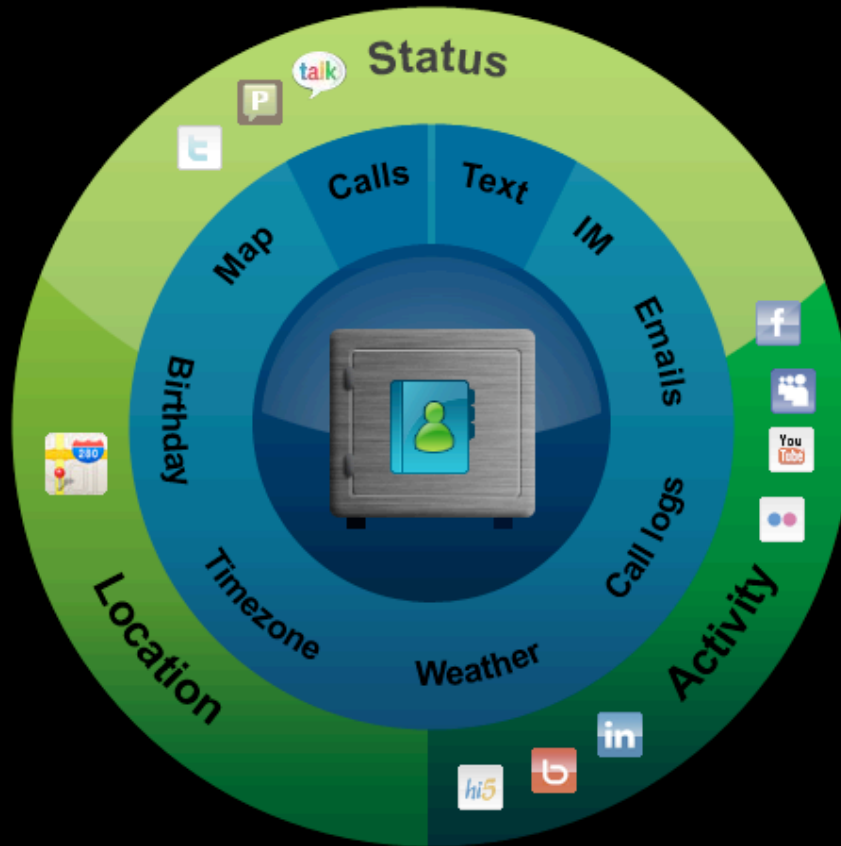 Status
talk
P
t
Calls
Text
Map
IM
Emails
Birthday
f
You
Tube
280
Call logs
Timezone
Weather
Location
Activity
in
b
hi5